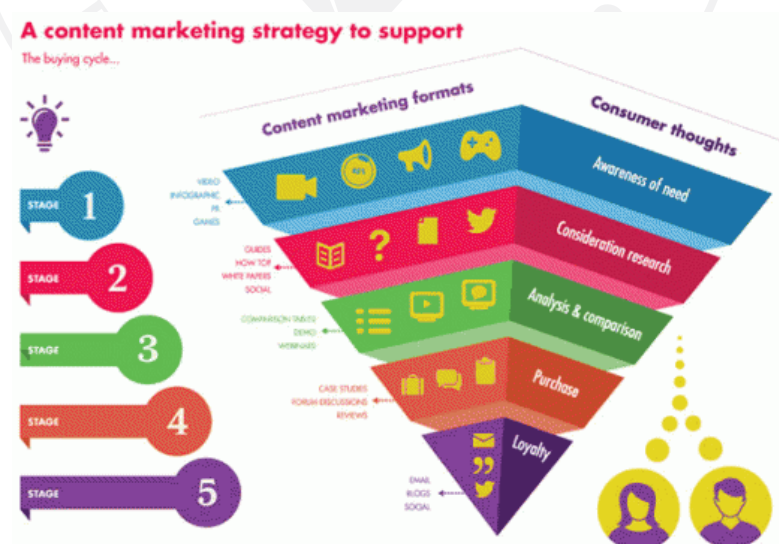 A content marketing strategy to support
The buying cycle...
Content marketing formats
Consumer thoughts
STAGE 1
VIDEO
INFOGRAPHIC
PR
GAMES
Awareness of need
STAGE 2
GUIDES
HOW TO?
WHITE PAPERS
SOCIAL
Consideration research
STAGE 3
COMPARISON TABLES
DEMO
WEBINARS
Analysis & comparison
STAGE 4
CASE STUDIES
FORUM DISCUSSIONS
REVIEWS
Purchase
STAGE 5
EMAIL
BLOGS
SOCIAL
Loyalty